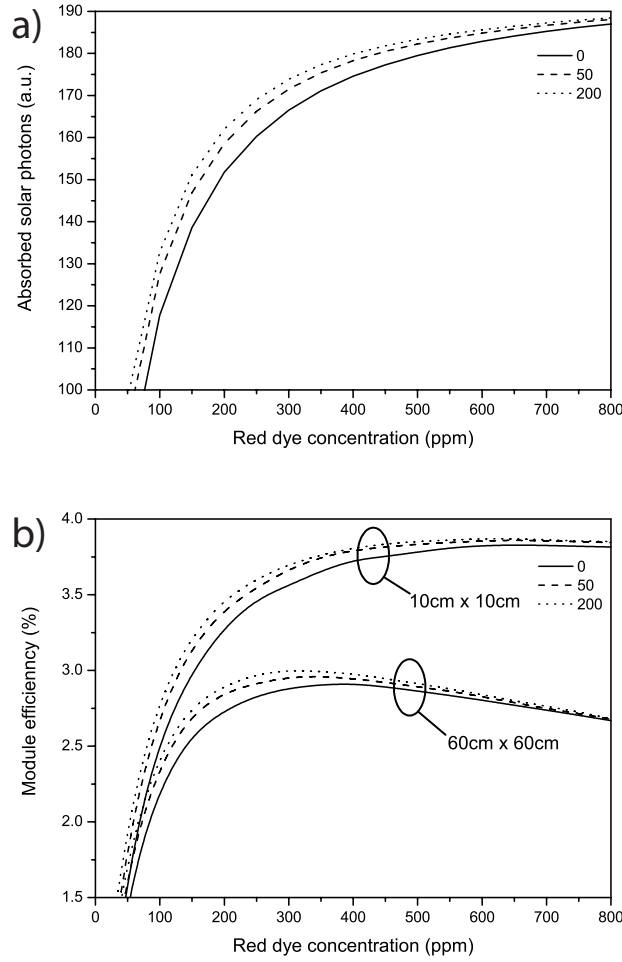 a)
190
180
170
160
150
140
130
120
110
100
Absorbed solar photons (a.u.)
0
50
200
0 100 200 300 400 500 600 700 800
Red dye concentration (ppm)
b)
4.0
3.5
3.0
2.5
2.0
1.5
Module efficienncy (%)
0
50
200
10cm x 10cm
60cm x 60cm
0 100 200 300 400 500 600 700 800
Red dye concentration (ppm)